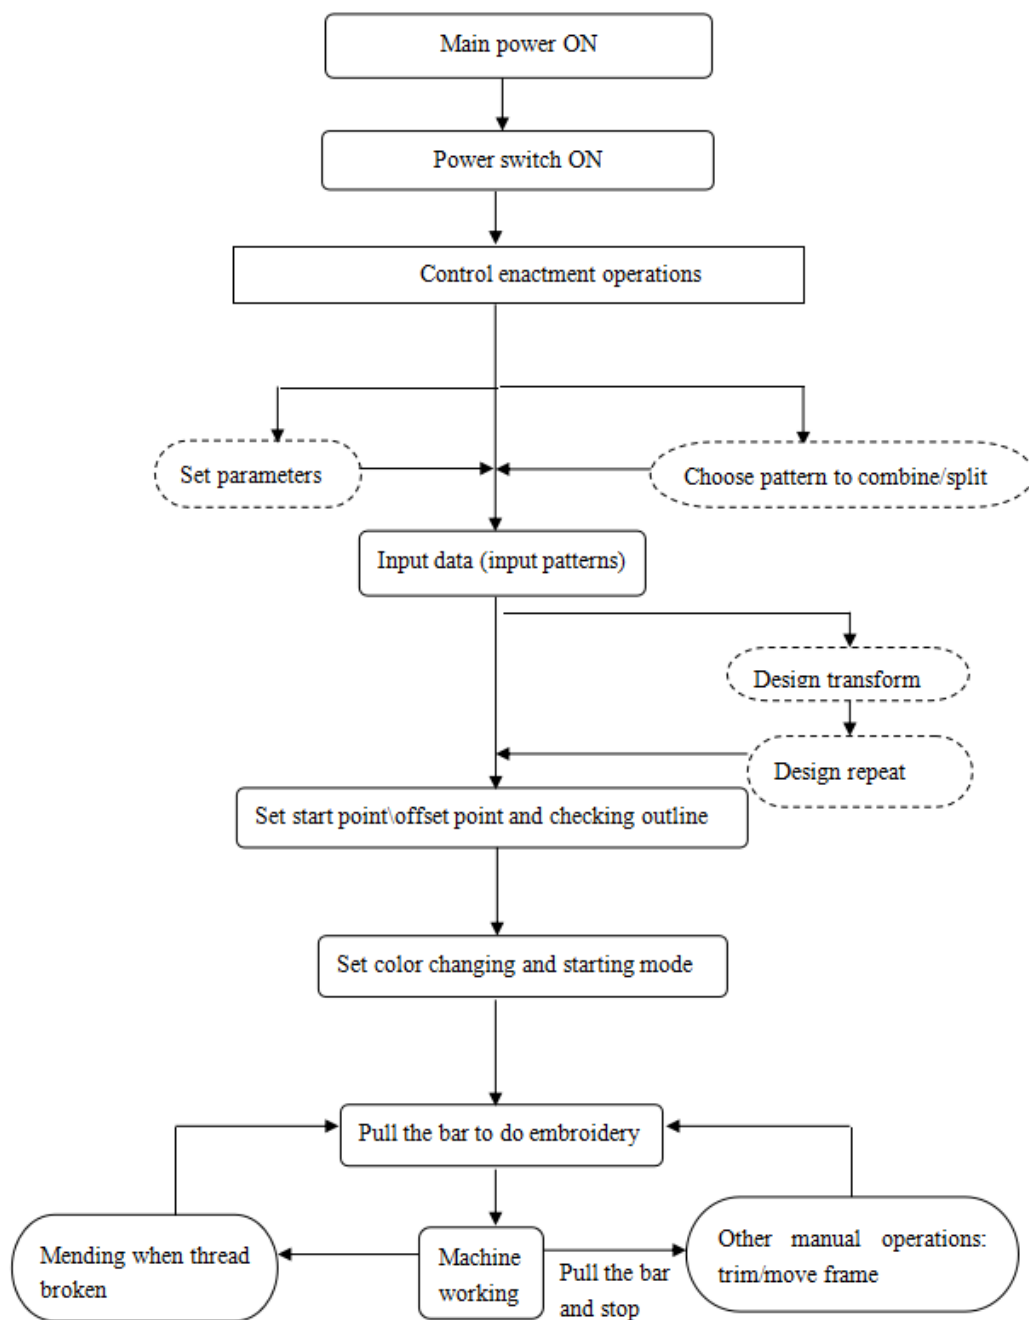 Main power ON
Power switch ON
Control enactment operations
Set parameters
Choose pattern to combine/split
Input data (input patterns)
Design transform
Design repeat
Set start point\offset point and checking outline
Set color changing and starting mode
Pull the bar to do embroidery
Mending when thread
broken
Machine
working
Pull the bar
and stop
Other manual operations:
trim/move frame